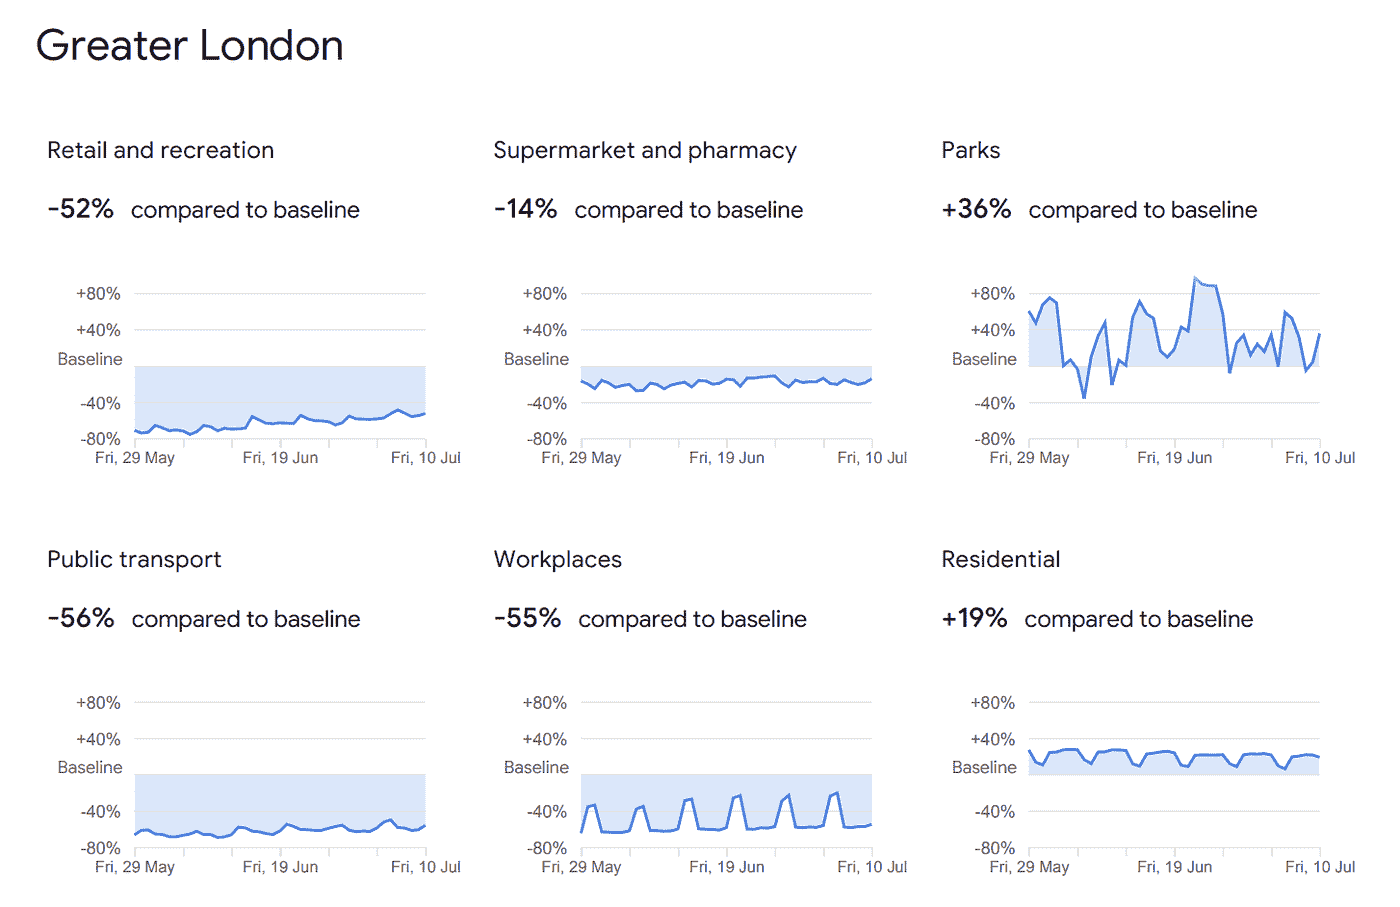 Greater London
Retail and recreation
-52% compared to baseline
+80%
+40%
Baseline
-40%
-80%
Fri, 29 May Fri, 19 Jun Fri, 10 Jul
Supermarket and pharmacy
-14% compared to baseline
+80%
+40%
Baseline
-40%
-80%
Fri, 29 May Fri, 19 Jun Fri, 10 Jul
Parks
+36% compared to baseline
+80%
+40%
Baseline
-40%
-80%
Fri, 29 May Fri, 19 Jun Fri, 10 Jul
Public transport
-56% compared to baseline
+80%
+40%
Baseline
-40%
-80%
Fri, 29 May Fri, 19 Jun Fri, 10 Jul
Workplaces
-55% compared to baseline
+80%
+40%
Baseline
-40%
-80%
Fri, 29 May Fri, 19 Jun Fri, 10 Jul
Residential
+19% compared to baseline
+80%
+40%
Baseline
-40%
-80%
Fri, 29 May Fri, 19 Jun Fri, 10 Jul